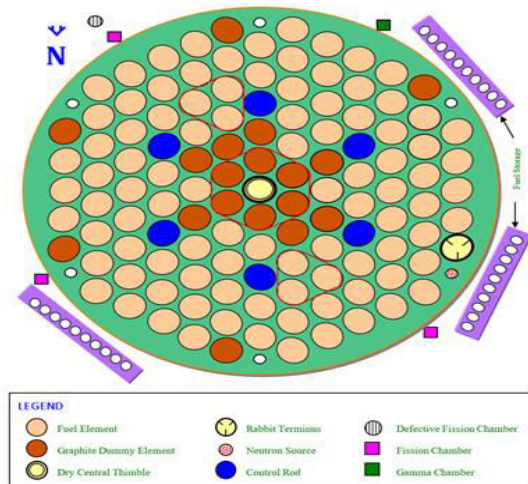 N
Fuel Storage
LEGEND
Fuel Element
Rabbit Terminus
Defective Fission Chamber
Graphite Dummy Element
Neutron Source
Fission Chamber
Dry Central Thimble
Control Rod
Gamma Chamber